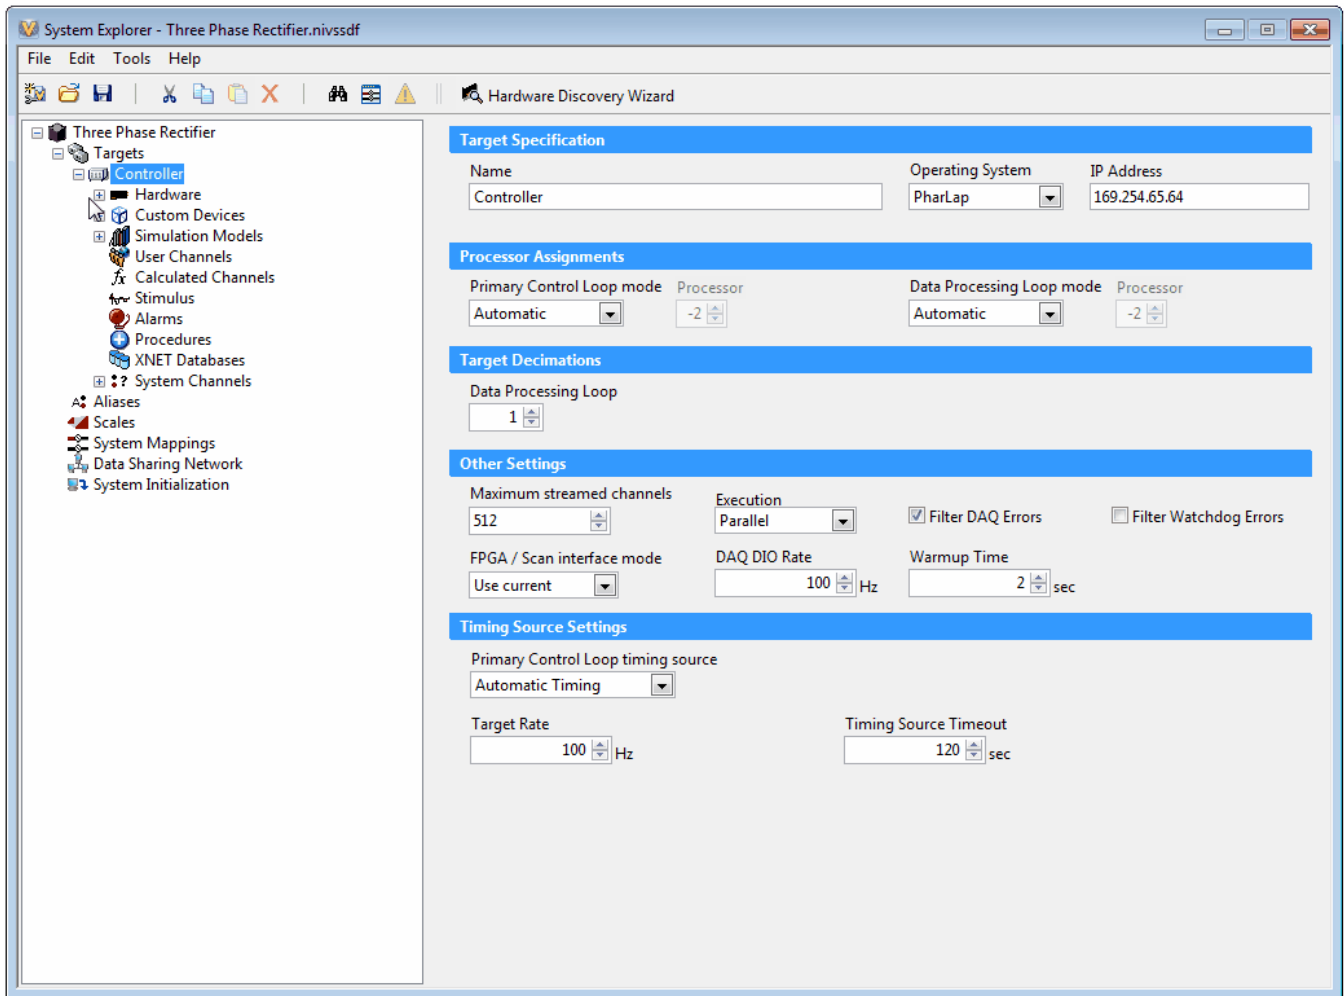 System Explorer - Three Phase Rectifier.nivssdf
File Edit Tools Help
Hardware Discovery Wizard
Three Phase Rectifier
Targets
Controller
Hardware
Custom Devices
Simulation Models
User Channels
fx Calculated Channels
Stimulus
Alarms
Procedures
XNET Databases
System Channels
Aliases
Scales
System Mappings
Data Sharing Network
System Initialization
Target Specification
Name Operating System IP Address
Controller PharLap 169.254.65.64
Processor Assignments
Primary Control Loop mode Processor Data Processing Loop mode Processor
Automatic -2 Automatic -2
Target Decimations
Data Processing Loop
1
Other Settings
Maximum streamed channels Execution
512 Parallel Filter DAQ Errors Filter Watchdog Errors
FPGA / Scan interface mode DAQ DIO Rate Warmup Time
Use current 100 Hz 2 sec
Timing Source Settings
Primary Control Loop timing source
Automatic Timing
Target Rate Timing Source Timeout
100 Hz 120 sec